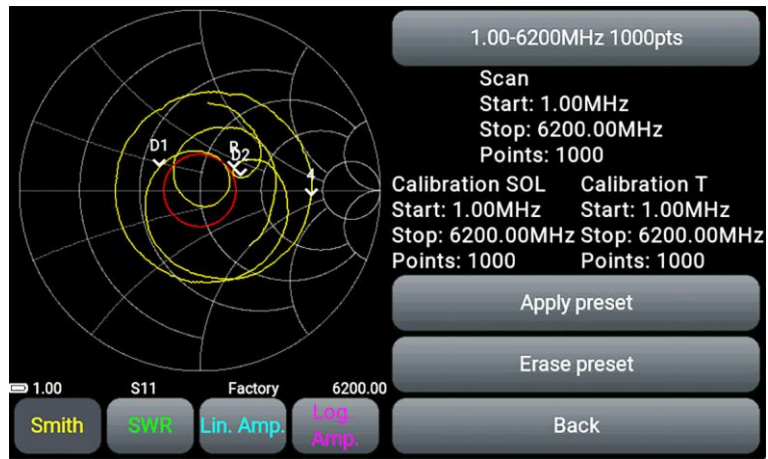 1.00-6200MHz 1000pts
Scan
Start: 1.00MHz
Stop: 6200.00MHz
Points: 1000
Calibration SOL
Start: 1.00MHz
Stop: 6200.00MHz
Points: 1000
Calibration T
Start: 1.00MHz
Stop: 6200.00MHz
Points: 1000
Apply preset
Erase preset
Back
D1
R
D2
4
1.00 S11 Factory 6200.00
Smith
SWR
Lin. Amp.
Log.
Amp.